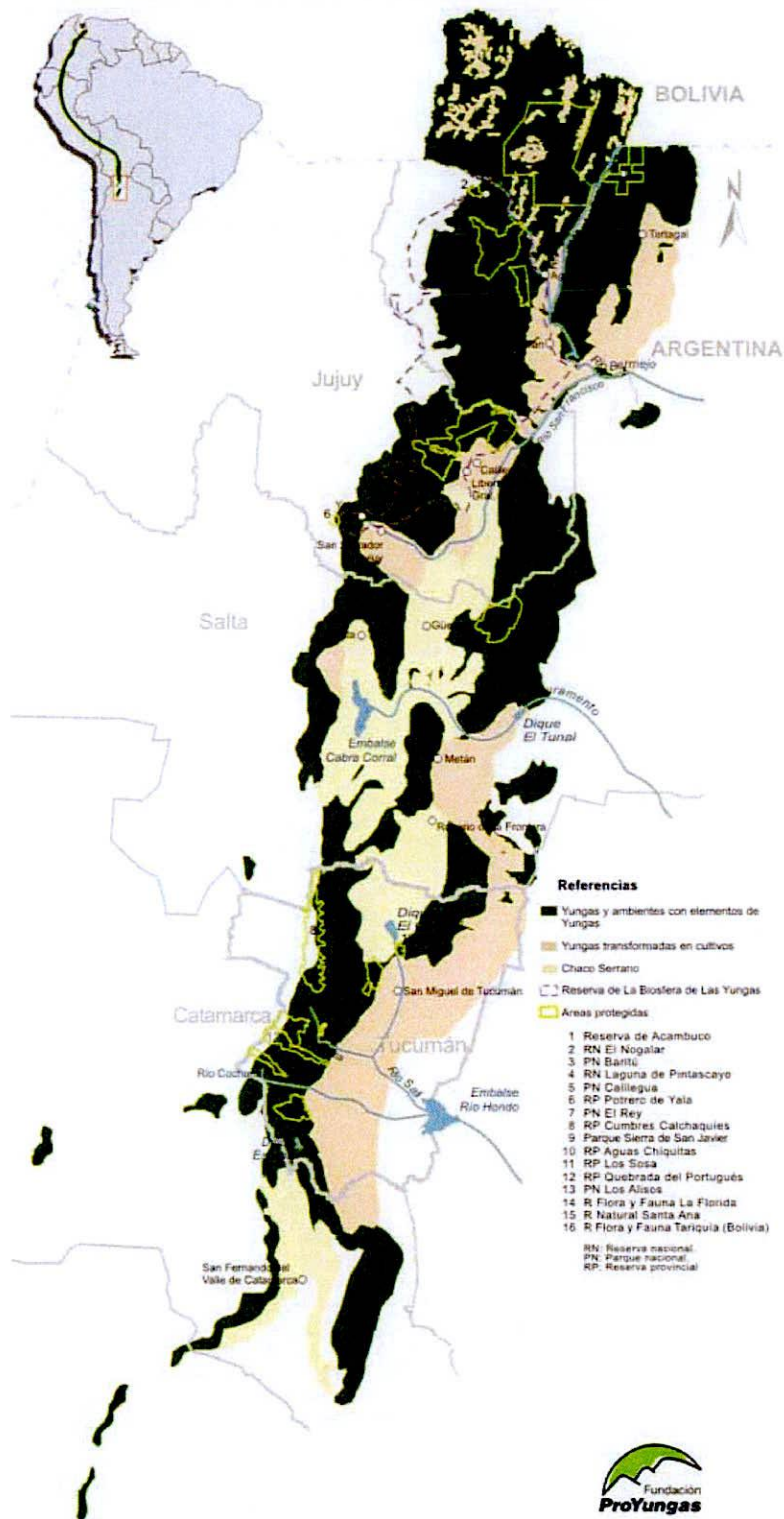 BOLIVIA
N
2
Tartagal
ARGENTINA
Río Bermejo
Río San Francisco
Jujuy
6
Salta
Dique
El Tunal
Embalse
Cabra Corral
Metán
8
San Miguel de Tucumán
Catamarca
Tucumán
Embalse
Río Hondo
San Fernando del
Valle de Catamarca
Referencias
Yungas y ambientes con elementos de
Yungas
Yungas transformadas en cultivos
Chaco Serrano
Reserva de La Biosfera de Las Yungas
Areas protegidas
1 Reserva de Acambuco
2 RN El Nogalar
3 PN Baritú
4 RN Laguna de Pintascayo
5 PN Calilegua
6 RP Potrero de Yala
7 PN El Rey
8 RP Cumbres Calchaquíes
9 Parque Sierra de San Javier
10 RP Aguas Chiquitas
11 RP Los Sosa
12 RP Quebrada del Portugués
13 PN Los Alisos
14 R Flora y Fauna La Florida
15 R Natural Santa Ana
16 R Flora y Fauna Tariquía (Bolivia)
RN: Reserva nacional.
PN: Parque nacional.
RP: Reserva provincial
Fundación
ProYungas